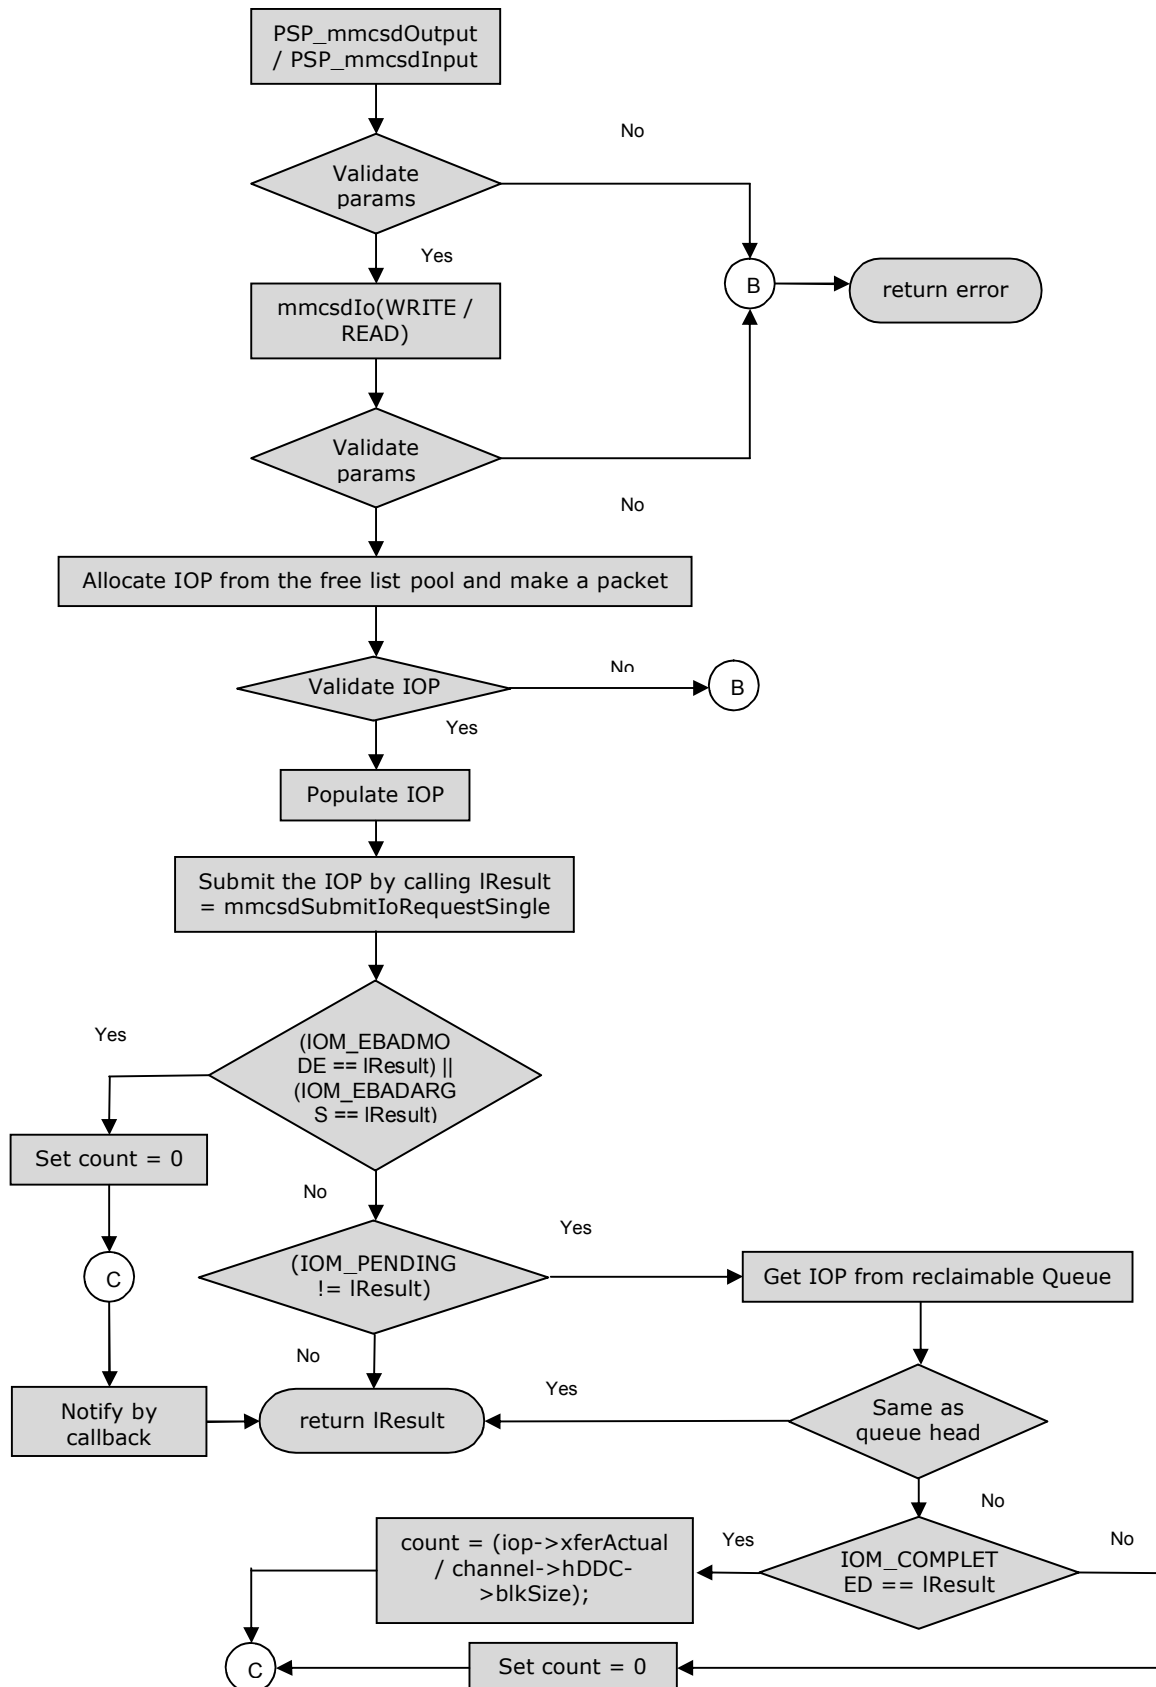 PSP_mmcsdOutput
/ PSP_mmcsdInput
No
Validate
params
Yes
B
return error
mmcsdIo(WRITE /
READ)
Validate
params
No
Allocate IOP from the free list pool and make a packet
No
Validate IOP
B
Yes
Populate IOP
Submit the IOP by calling lResult
= mmcsdSubmitIoRequestSingle
Yes
(IOM_EBADMO
DE == lResult) ||
(IOM_EBADARG
S == lResult)
Set count = 0
No
Yes
C
(IOM_PENDING
!= lResult)
Get IOP from reclaimable Queue
No
Yes
Notify by
callback
return lResult
Same as
queue head
No
count = (iop->xferActual
/ channel->hDDC-
>blkSize);
Yes
No
IOM_COMPLET
ED == lResult
C
Set count = 0